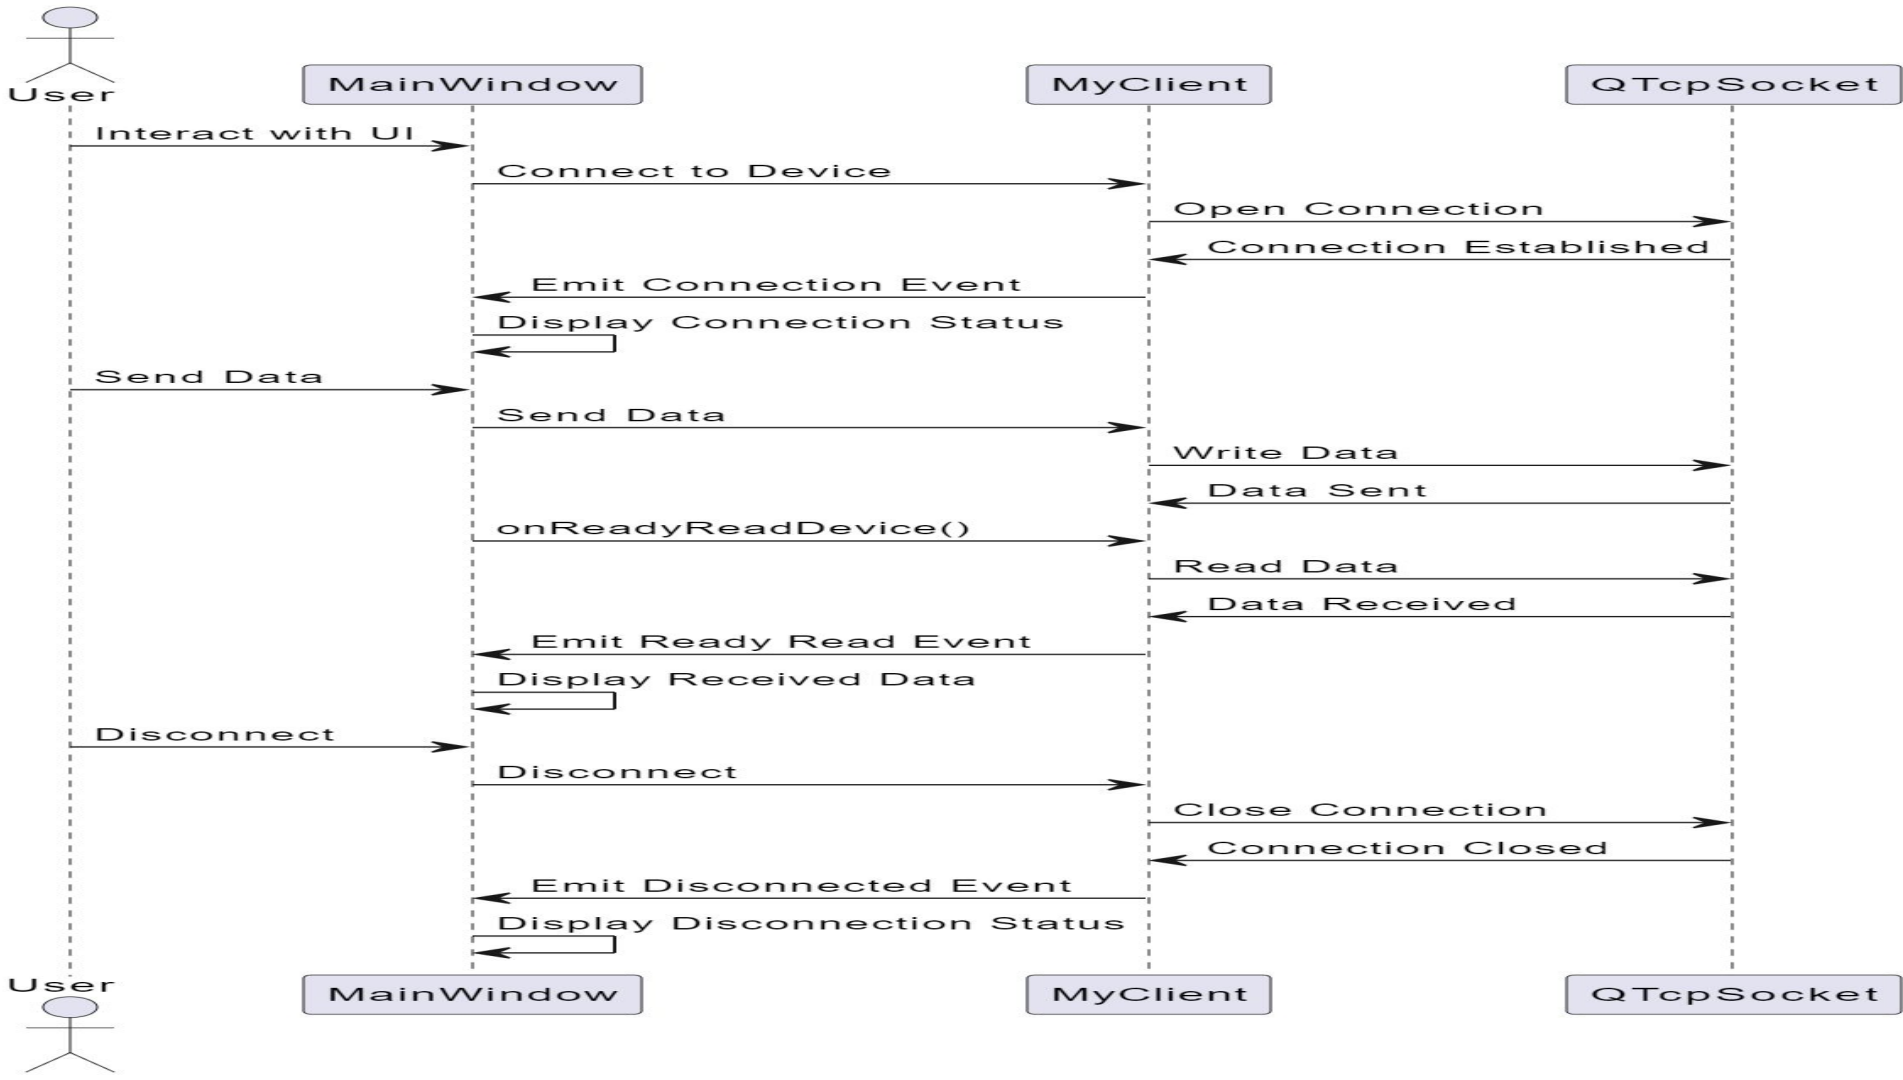 User
MainWindow
MyClient
QTcpSocket
Interact with UI
Connect to Device
Open Connection
Connection Established
Emit Connection Event
Display Connection Status
Send Data
Send Data
Write Data
Data Sent
onReadyReadDevice()
Read Data
Data Received
Emit Ready Read Event
Display Received Data
Disconnect
Disconnect
Close Connection
Connection Closed
Emit Disconnected Event
Display Disconnection Status
User
MainWindow
MyClient
QTcpSocket